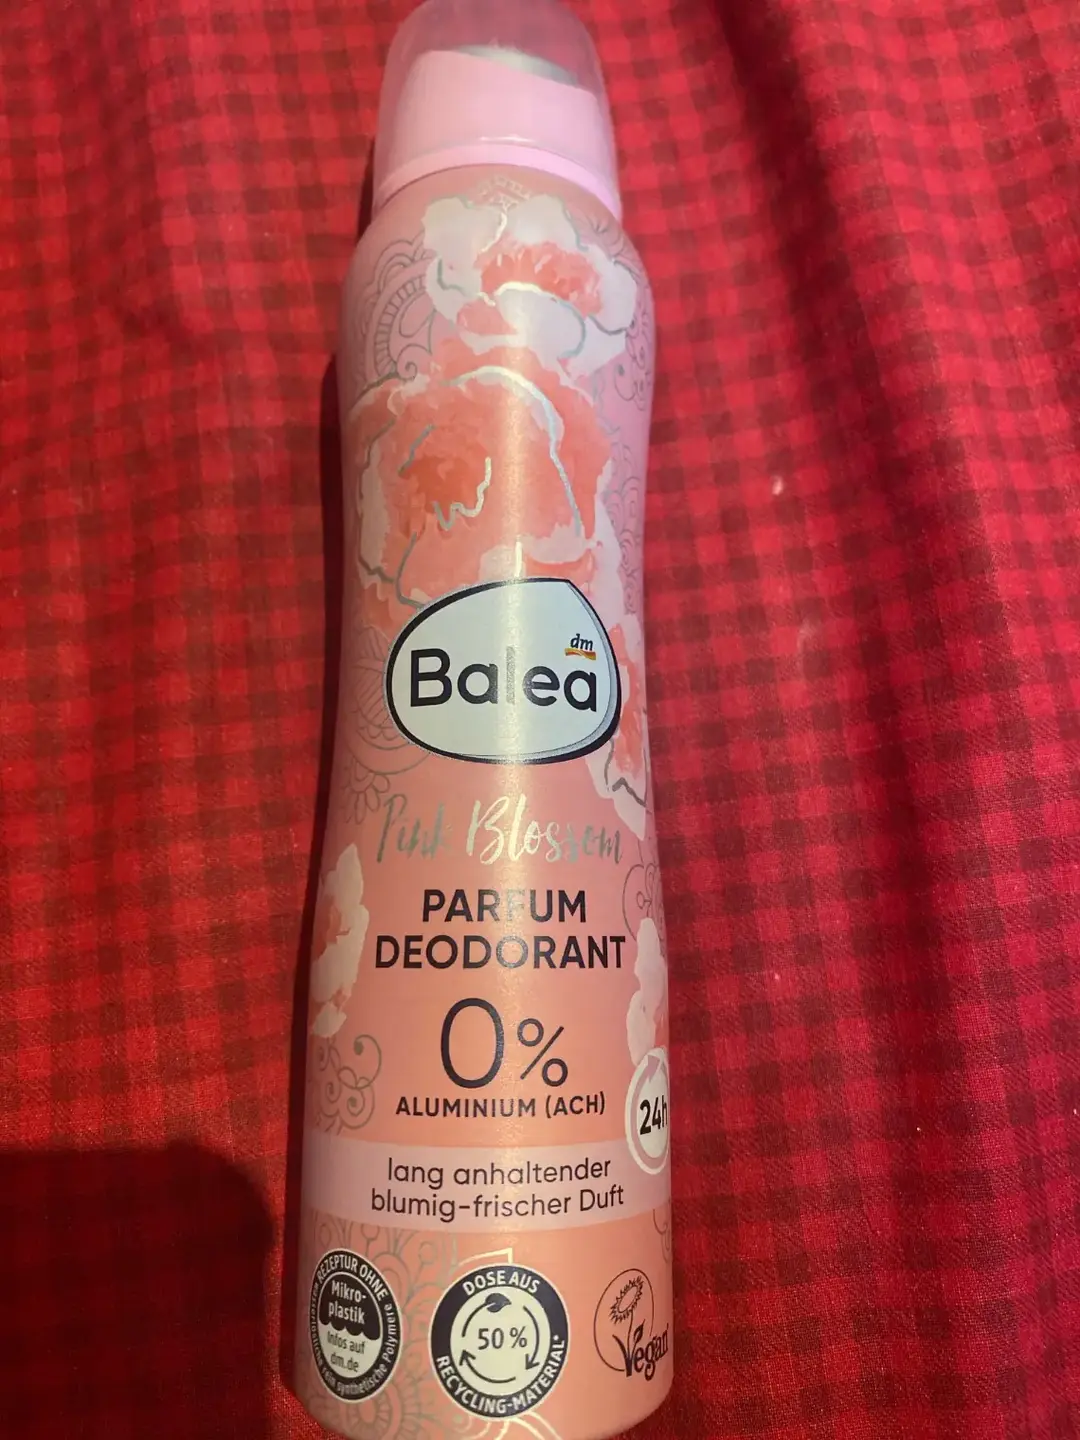 dm
Balea
Pink Blossom
PARFUM
DEODORANT
0%
ALUMINIUM (ACH)
24h
lang anhaltender
blumig-frischer Duft
REZEPTUR OHNE
Mikro-
plastik
Infos auf
dm.de
synthetische Polymere
DOSE AUS
50%
RECYCLING-MATERIAL*
Vegan